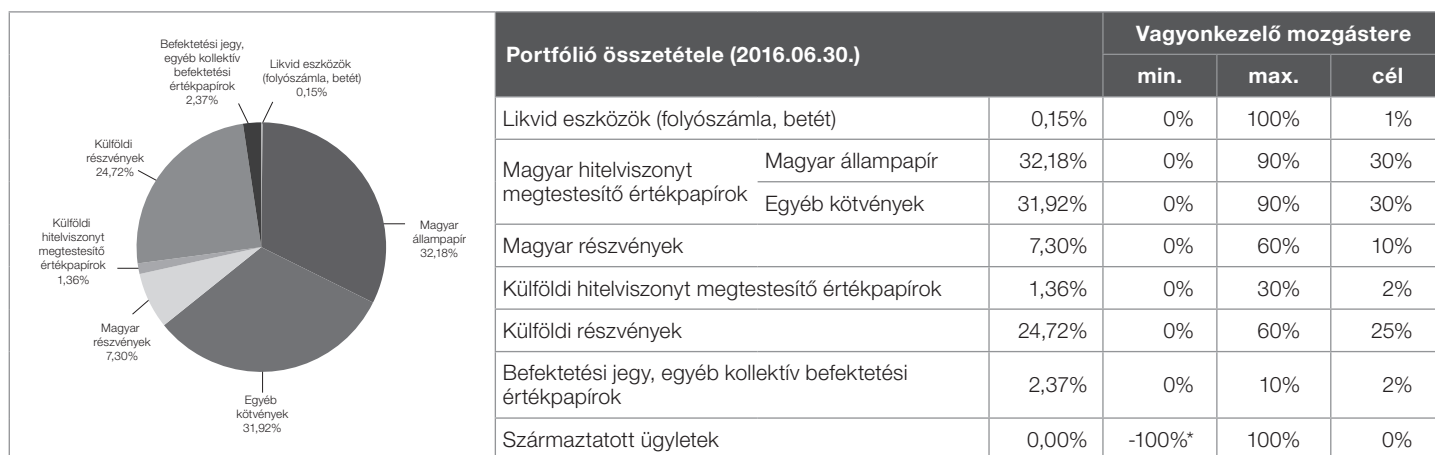 Befektetési jegy,
egyéb kollektív
befektetési
értékpapírok
2,37%
Likvid eszközök
(folyószámla, betét)
0,15%
Külföldi
részvények
24,72%
Külföldi
hitelviszonyt
megtestesítő
értékpapírok
1,36%
Magyar
állampapír
32,18%
Magyar
részvények
7,30%
Egyéb
kötvények
31,92%
Portfólió összetétele (2016.06.30.) Vagyonkezelő mozgástere
min. max. cél
Likvid eszközök (folyószámla, betét) 0,15% 0% 100% 1%
Magyar hitelviszonyt
megtestesítő értékpapírok
Magyar állampapír 32,18% 0% 90% 30%
Egyéb kötvények 31,92% 0% 90% 30%
Magyar részvények 7,30% 0% 60% 10%
Külföldi hitelviszonyt megtestesítő értékpapírok 1,36% 0% 30% 2%
Külföldi részvények 24,72% 0% 60% 25%
Befektetési jegy, egyéb kollektív befektetési
értékpapírok 2,37% 0% 10% 2%
Származtatott ügyletek 0,00% -100%* 100% 0%